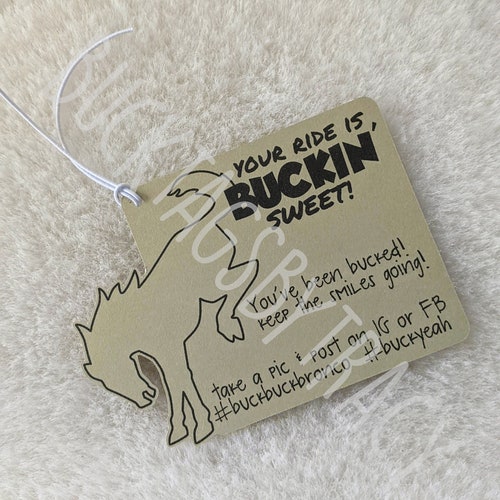 YOUR RIDE IS
BUCKIN'
SWEET!
You've been bucked!
keep the smiles going!
take a pic & post on IG or FB
#buckbuckbronco #buckyeah
DUCKTAGSBYTRACY